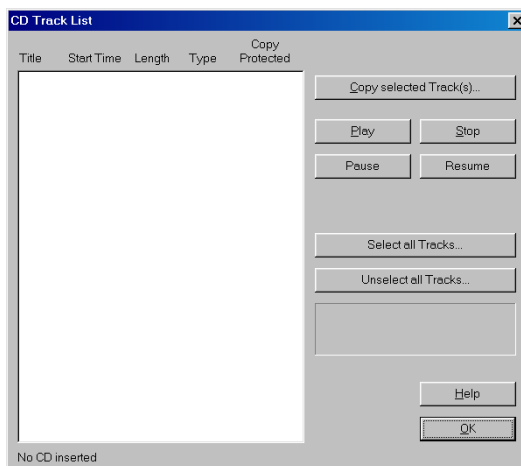 CD Track List
Copy
Title Start Time Length Type Protected
Copy selected Track(s)...
Play Stop
Pause Resume
Select all Tracks...
Unselect all Tracks...
Help
OK
No CD inserted